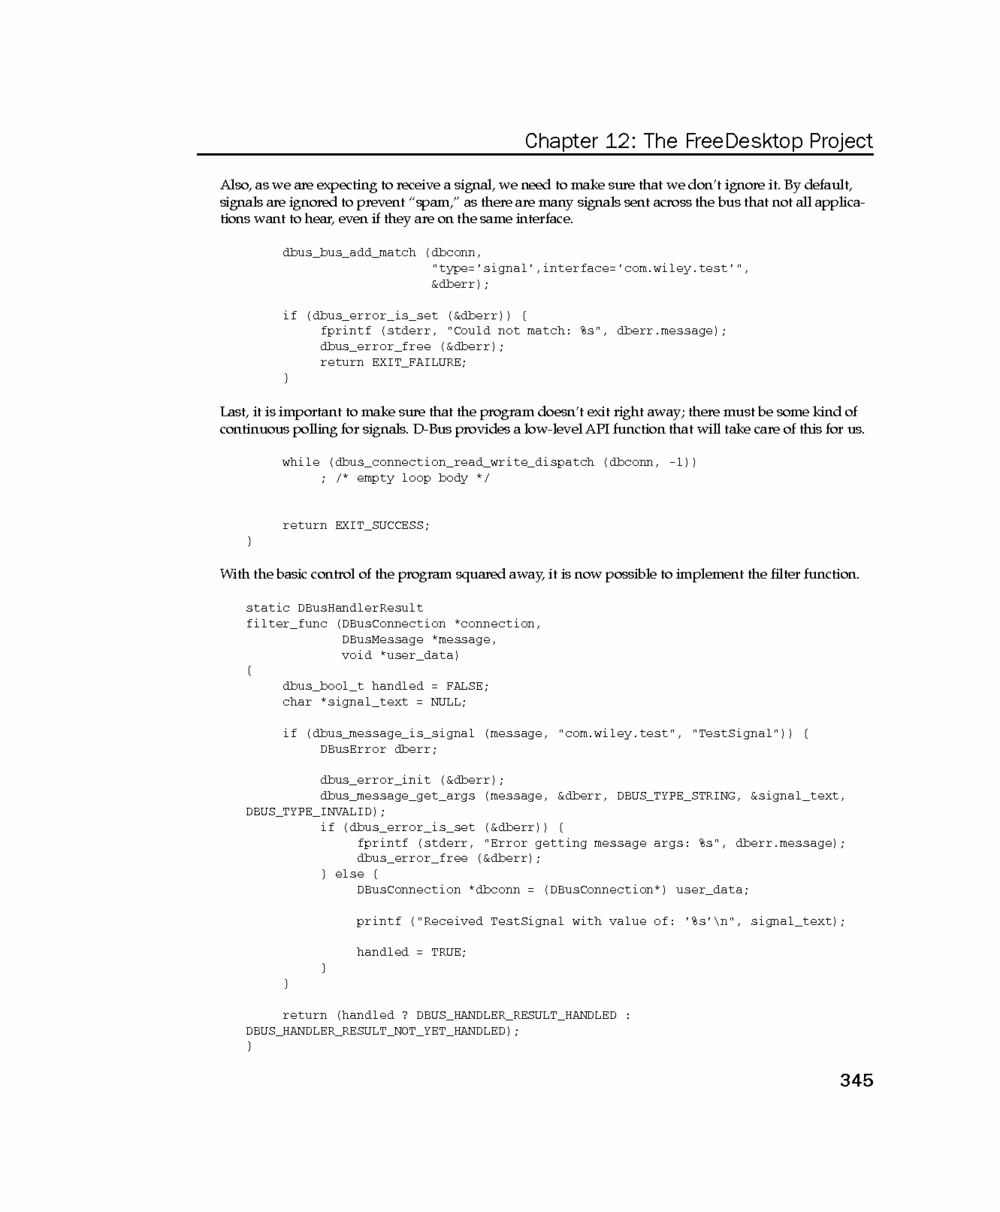 Chapter 12: The FreeDesktop Project
Also, as we are expecting to receive a signal, we need to make sure that we don't ignore it. By default,
signals are ignored to prevent “spam,” as there are many signals sent across the bus that not all applica-
tions want to hear, even if they are on the same interface.
dbus_bus_add_match (dbconn,
"type='signal',interface='com.wiley.test'",
&dberr);
if (dbus_error_is_set (&dberr)) {
fprintf (stderr, "Could not match: %s", dberr.message);
dbus_error_free (&dberr);
return EXIT_FAILURE;
}
Last, it is important to make sure that the program doesn't exit right away; there must be some kind of
continuous polling for signals. D-Bus provides a low-level API function that will take care of this for us.
while (dbus_connection_read_write_dispatch (dbconn, -1))
; /* empty loop body */
return EXIT_SUCCESS;
}
With the basic control of the program squared away, it is now possible to implement the filter function.
static DBusHandlerResult
filter_func (DBusConnection *connection,
DBusMessage *message,
void *user_data)
{
dbus_bool_t handled = FALSE;
char *signal_text = NULL;
if (dbus_message_is_signal (message, "com.wiley.test", "TestSignal")) {
DBusError dberr;
dbus_error_init (&dberr);
dbus_message_get_args (message, &dberr, DBUS_TYPE_STRING, &signal_text,
DBUS_TYPE_INVALID);
if (dbus_error_is_set (&dberr)) {
fprintf (stderr, "Error getting message args: %s", dberr.message);
dbus_error_free (&dberr);
} else {
DBusConnection *dbconn = (DBusConnection*) user_data;
printf ("Received TestSignal with value of: '%s'\n", signal_text);
handled = TRUE;
}
}
return (handled ? DBUS_HANDLER_RESULT_HANDLED :
DBUS_HANDLER_RESULT_NOT_YET_HANDLED);
}
345